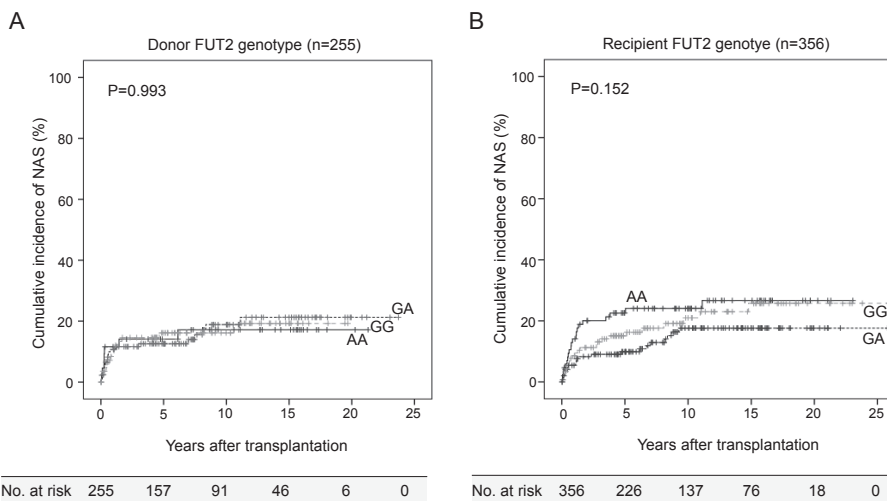 A
Donor FUT2 genotype (n=255)
P=0.993
Cumulative incidence of NAS (%)
100
80
60
40
20
0
GA
GG
AA
0 5 10 15 20 25
Years after transplantation
No. at risk 255 157 91 46 6 0
B
Recipient FUT2 genotye (n=356)
P=0.152
Cumulative incidence of NAS (%)
100
80
60
40
20
0
AA
GG
GA
0 5 10 15 20 25
Years after transplantation
No. at risk 356 226 137 76 18 0